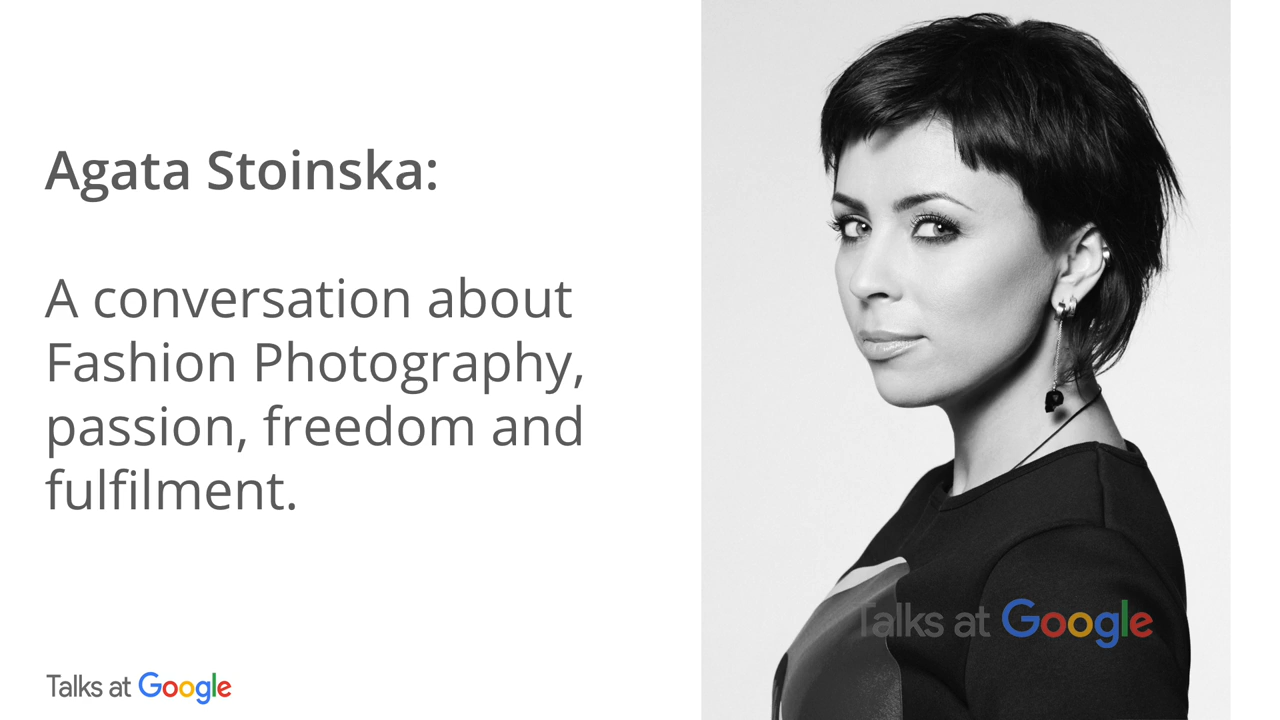 Agata Stoinska:
A conversation about
Fashion Photography,
passion, freedom and
fulfilment.
Talks at Google
Talks at Google